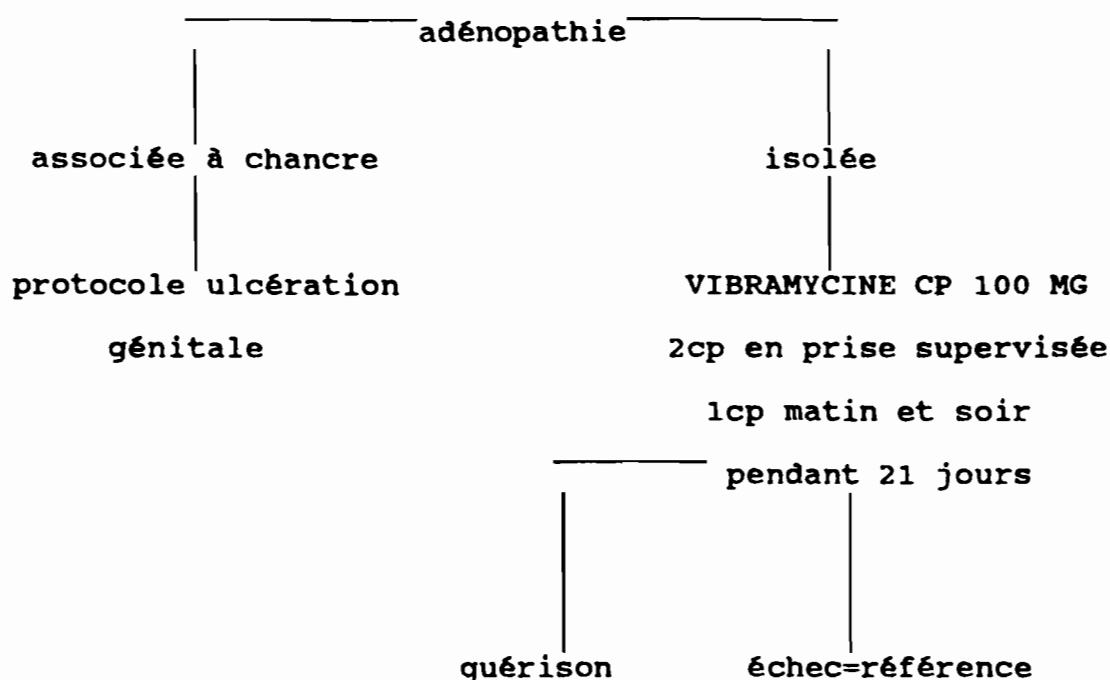 adénopathie
associée à chancre
isolée
protocole ulcération
génitale
VIBRAMYCINE CP 100 MG
2cp en prise supervisée
1cp matin et soir
pendant 21 jours
guérison
échec=référence